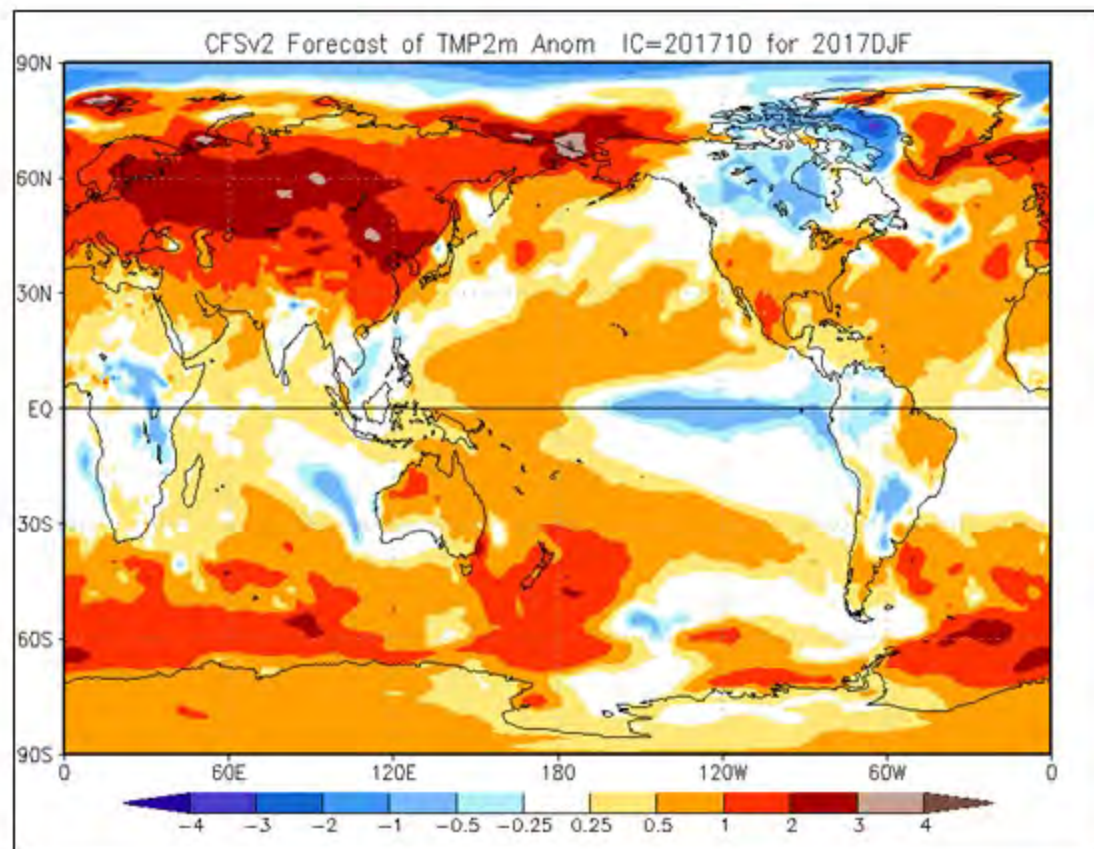 CFSv2 Forecast of TMP2m Anom IC=201710 for 2017DJF
90N
60N
30N
EQ
30S
60S
90S
0 60E 120E 180 120W 60W 0
-4 -3 -2 -1 -0.5 -0.25 0.25 0.5 1 2 3 4